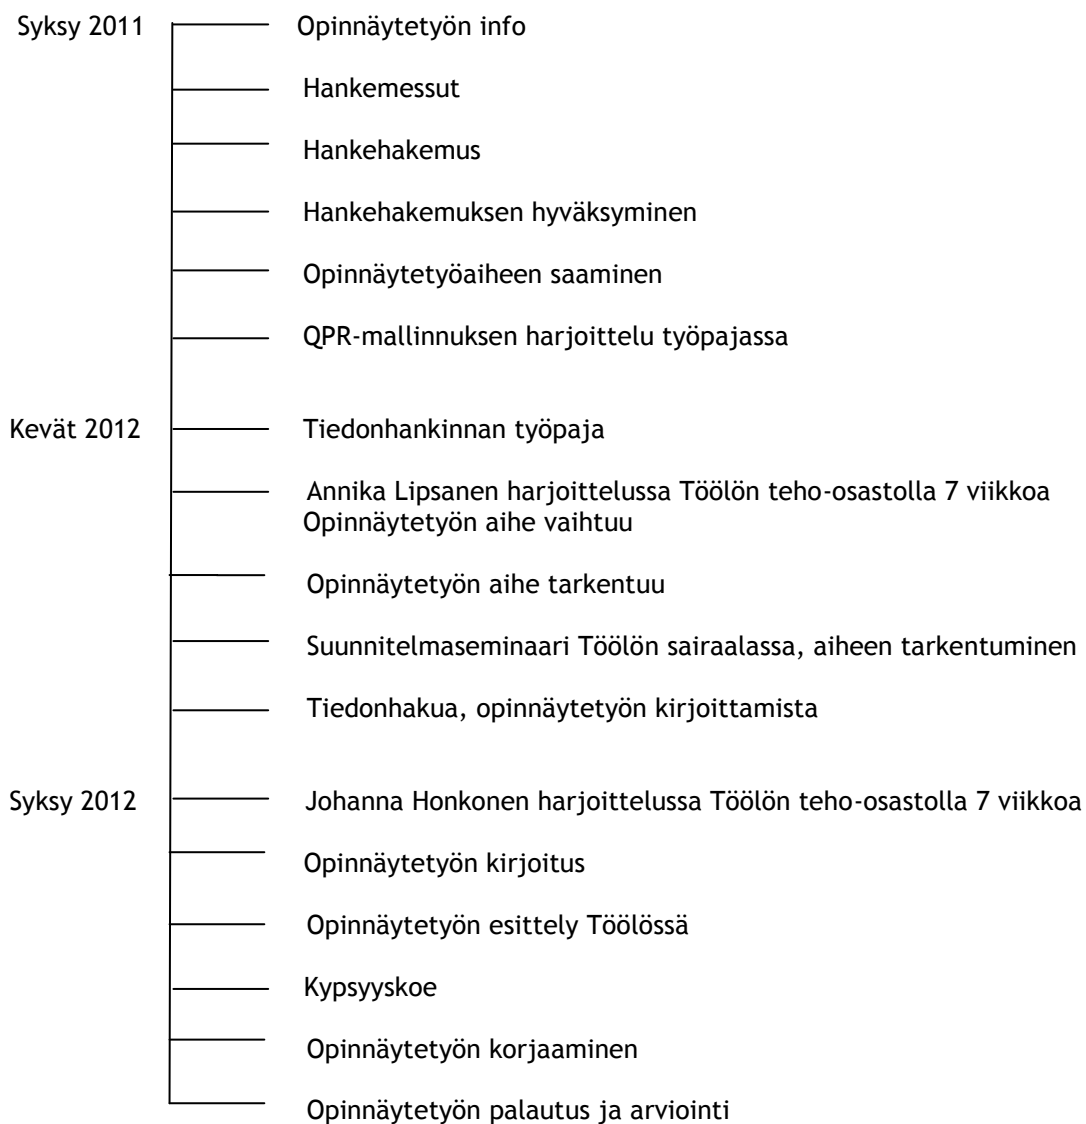 Syksy 2011 Opinnäytetyön info
Hankemessut
Hankehakemus
Hankehakemuksen hyväksyminen
Opinnäytetyöaiheen saaminen
QPR-mallinnuksen harjoittelu työpajassa
Kevät 2012 Tiedonhankinnan työpaja
Annika Lipsanen harjoittelussa Töölön teho-osastolla 7 viikkoa
Opinnäytetyön aihe vaihtuu
Opinnäytetyön aihe tarkentuu
Suunnitelmaseminaari Töölön sairaalassa, aiheen tarkentuminen
Tiedonhakua, opinnäytetyön kirjoittamista
Syksy 2012 Johanna Honkonen harjoittelussa Töölön teho-osastolla 7 viikkoa
Opinnäytetyön kirjoitus
Opinnäytetyön esittely Töölössä
Kypsyyskoe
Opinnäytetyön korjaaminen
Opinnäytetyön palautus ja arviointi